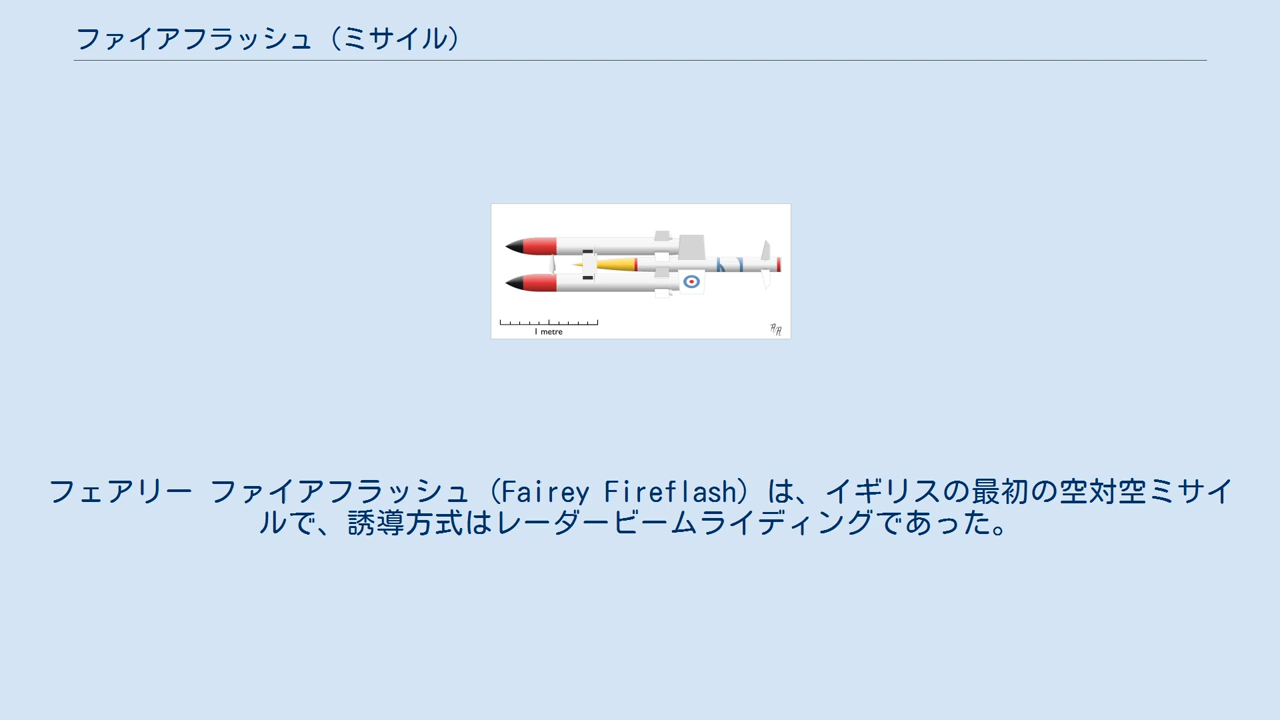 ファイアフラッシュ（ミサイル）
1 metre
フェアリー ファイアフラッシュ（Fairey Fireflash）は、イギリスの最初の空対空ミサイ
ルで、誘導方式はレーダービームライディングであった。